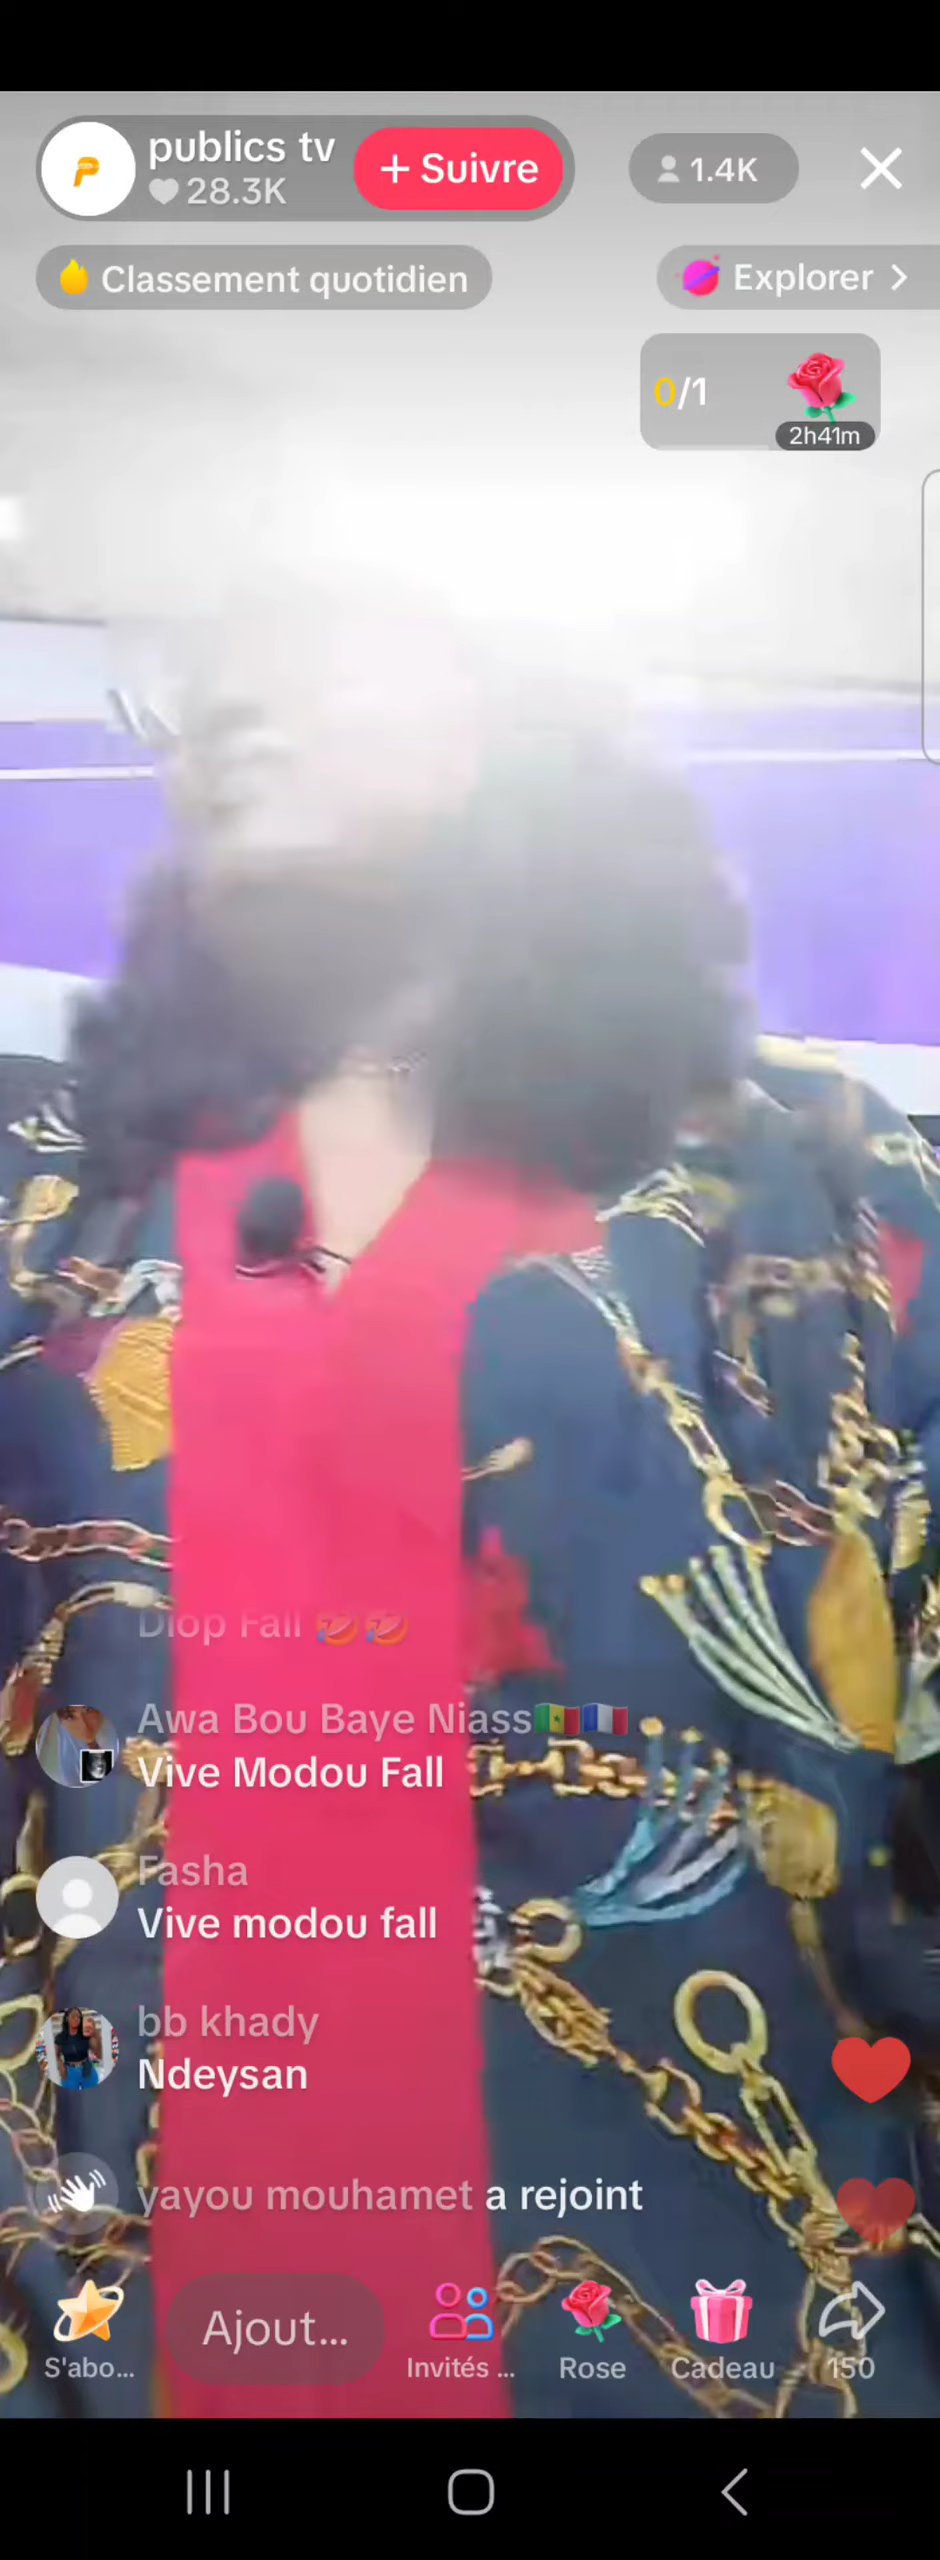 publics tv
28.3K
+ Suivre
1.4K
Classement quotidien
Explorer
0/1
2h41m
Diop Fall 🤣🤣
Awa Bou Baye Niass🇸🇳🇫🇷
Vive Modou Fall
Fasha
Vive modou fall
bb khady
Ndeysan
yayou mouhamet a rejoint
S'abo...
Ajout...
Invités ...
Rose
Cadeau
150